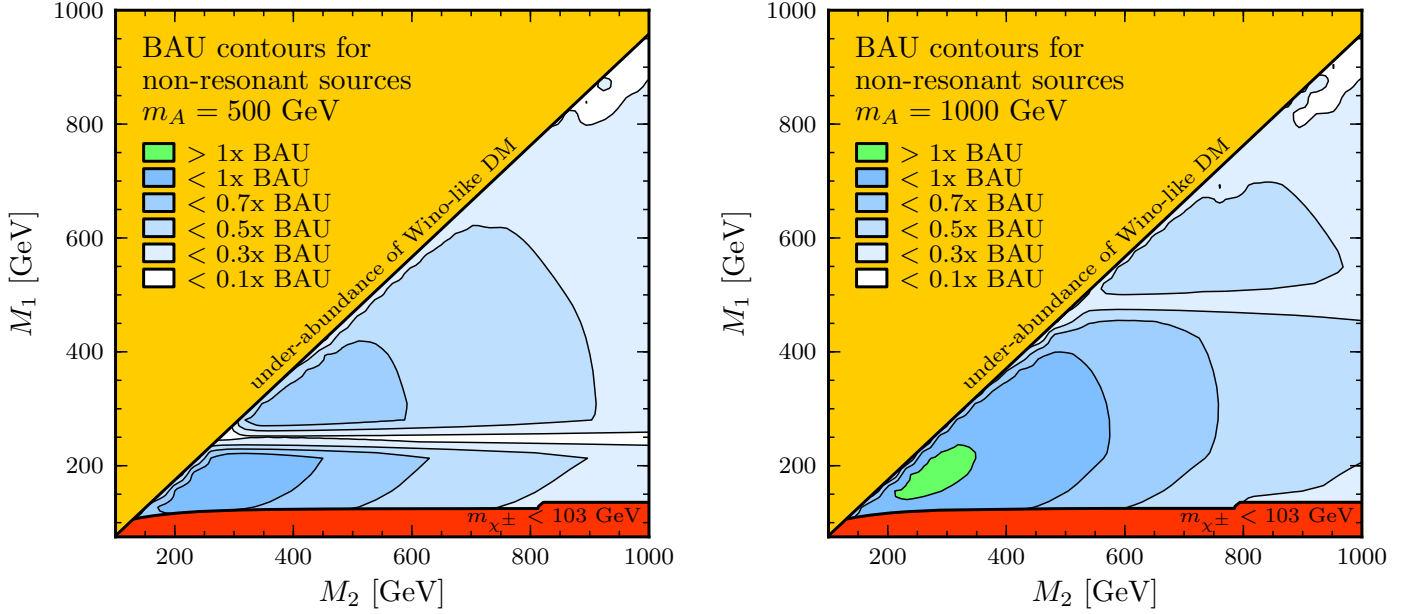 BAU contours for
non-resonant sources
m_A = 500 GeV
> 1x BAU
< 1x BAU
< 0.7x BAU
< 0.5x BAU
< 0.3x BAU
< 0.1x BAU
under-abundance of Wino-like DM
m_χ± < 103 GeV
1000
800
600
400
200
M_1 [GeV]
200
400
600
800
1000
M_2 [GeV]
BAU contours for
non-resonant sources
m_A = 1000 GeV
> 1x BAU
< 1x BAU
< 0.7x BAU
< 0.5x BAU
< 0.3x BAU
< 0.1x BAU
under-abundance of Wino-like DM
m_χ± < 103 GeV
1000
800
600
400
200
M_1 [GeV]
200
400
600
800
1000
M_2 [GeV]